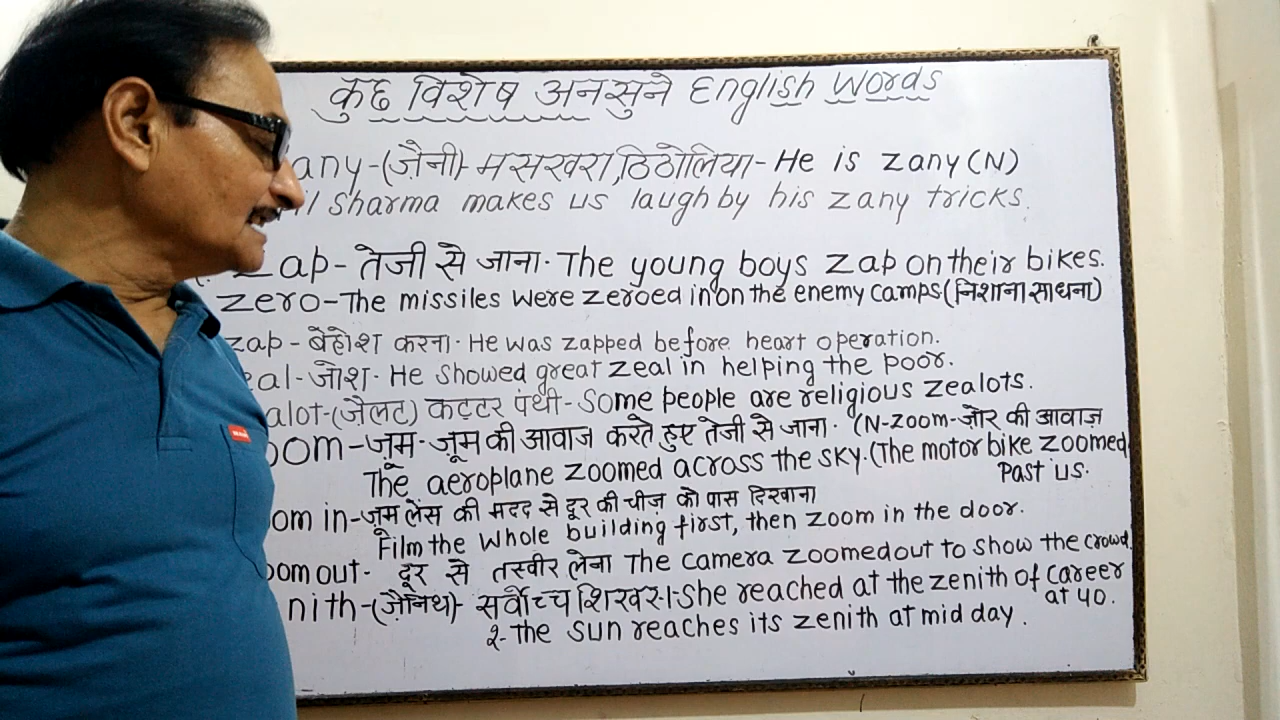 कुछ विशेष अनसुने English Words
any-(ज़ैनी)- मसखरा,ठिठोलिया- He is zany(N)
Sharma makes us laugh by his zany tricks.
Zap- तेजी से जाना. The young boys zap on their bikes.
Zero-The missiles were zeroed in on the enemy camps(निशाना साधना)
zap - बेहोश करना. He was zapped before heart operation.
eal-जोश- He showed great zeal in helping the poor.
alot-(ज़ैलट) कट्टर पंथी-Some people are religious zealots.
oom-ज़ूम- ज़ूम की आवाज करते हुए तेजी से जाना. (N-Zoom-ज़ोर की आवाज़
The aeroplane zoomed across the sky.(The motor bike zoomed
Past us.
om in-ज़ूम लेंस की मदद से दूर की चीज को पास दिखाना
Film the whole building first, then zoom in the door.
oom out- दूर से तस्वीर लेना The camera zoomed out to show the crowd.
nith-(ज़ैनिथ)- सर्वोच्च शिखर।-She reached at the zenith of career
at 40.
2- The sun reaches its zenith at mid day.